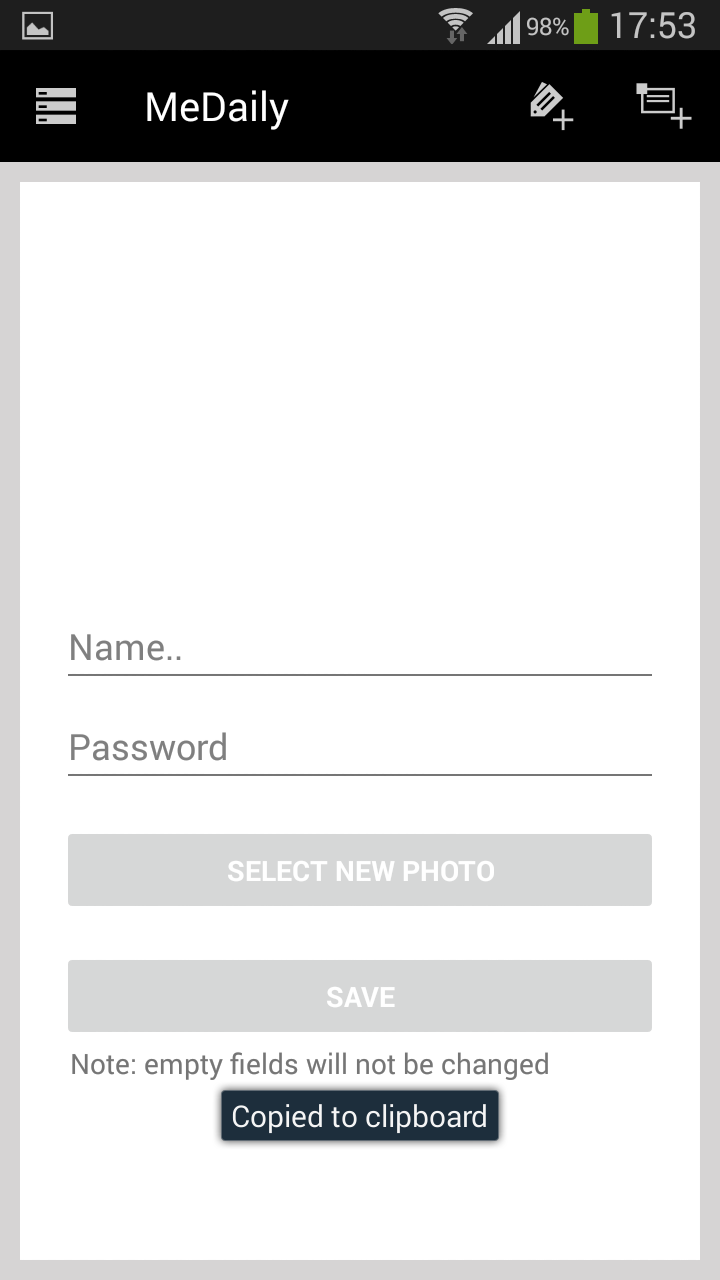 98% 17:53
MeDaily
Name..
Password
SELECT NEW PHOTO
SAVE
Note: empty fields will not be changed
Copied to clipboard